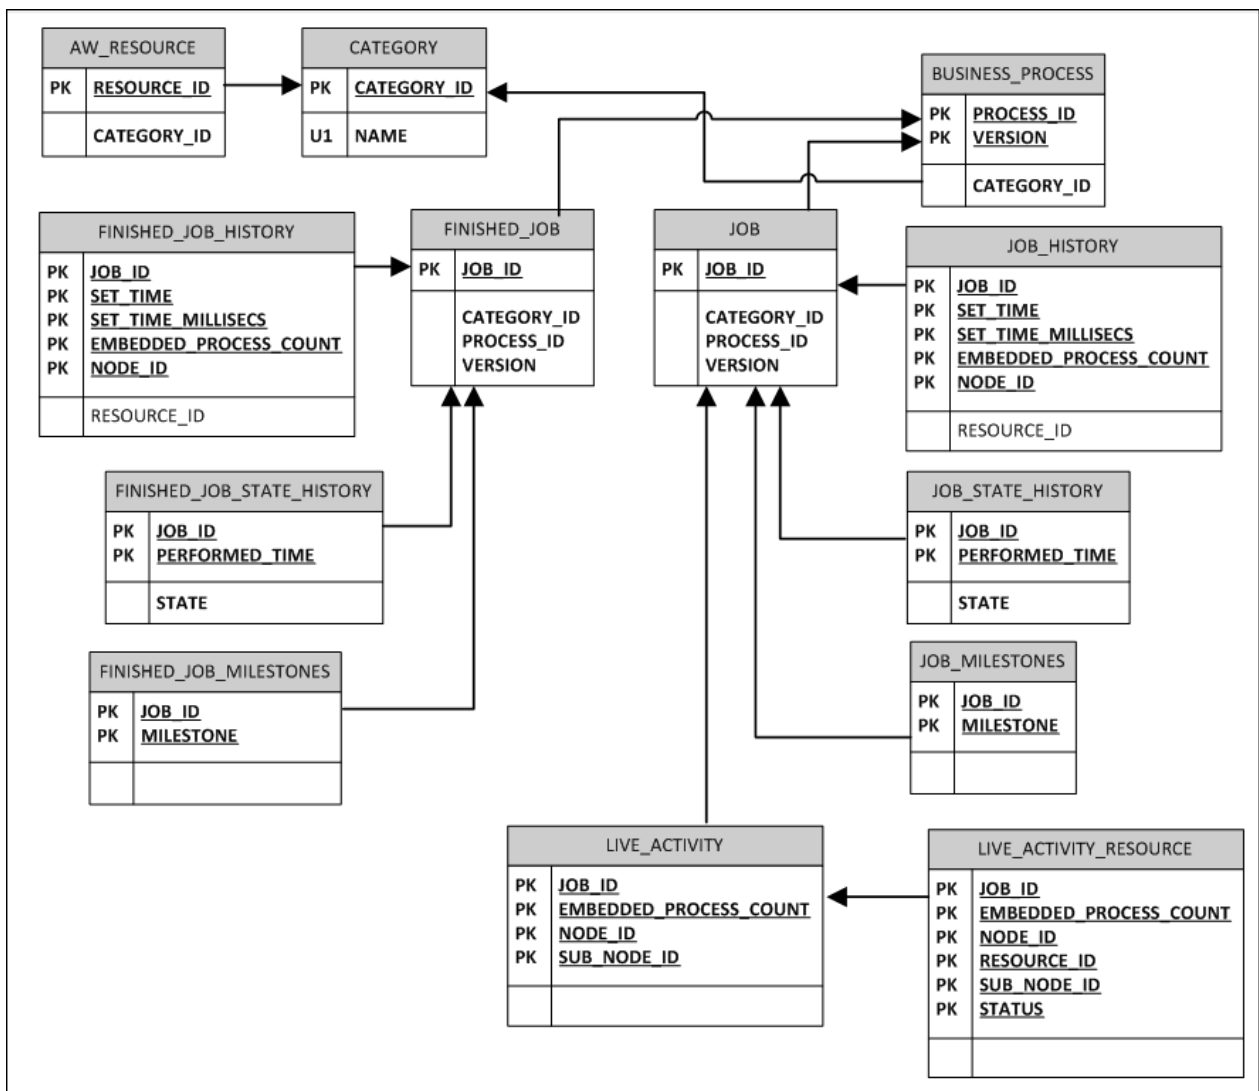 AW_RESOURCE
PK RESOURCE_ID
CATEGORY_ID
CATEGORY
PK CATEGORY_ID
U1 NAME
BUSINESS_PROCESS
PK PROCESS_ID
PK VERSION
CATEGORY_ID
FINISHED_JOB_HISTORY
PK JOB_ID
PK SET_TIME
PK SET_TIME_MILLISECS
PK EMBEDDED_PROCESS_COUNT
PK NODE_ID
RESOURCE_ID
FINISHED_JOB
PK JOB_ID
CATEGORY_ID
PROCESS_ID
VERSION
JOB
PK JOB_ID
CATEGORY_ID
PROCESS_ID
VERSION
JOB_HISTORY
PK JOB_ID
PK SET_TIME
PK SET_TIME_MILLISECS
PK EMBEDDED_PROCESS_COUNT
PK NODE_ID
RESOURCE_ID
FINISHED_JOB_STATE_HISTORY
PK JOB_ID
PK PERFORMED_TIME
STATE
JOB_STATE_HISTORY
PK JOB_ID
PK PERFORMED_TIME
STATE
FINISHED_JOB_MILESTONES
PK JOB_ID
PK MILESTONE
JOB_MILESTONES
PK JOB_ID
PK MILESTONE
LIVE_ACTIVITY
PK JOB_ID
PK EMBEDDED_PROCESS_COUNT
PK NODE_ID
PK SUB_NODE_ID
LIVE_ACTIVITY_RESOURCE
PK JOB_ID
PK EMBEDDED_PROCESS_COUNT
PK NODE_ID
PK RESOURCE_ID
PK SUB_NODE_ID
PK STATUS